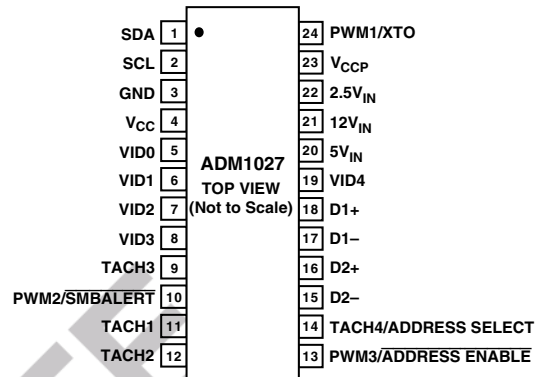 SDA 1
SCL 2
GND 3
VCC 4
VID0 5
VID1 6
VID2 7
VID3 8
TACH3 9
PWM2/SMBALERT 10
TACH1 11
TACH2 12
ADM1027
TOP VIEW
(Not to Scale)
24 PWM1/XTO
23 VCCP
22 2.5VIN
21 12VIN
20 5VIN
19 VID4
18 D1+
17 D1–
16 D2+
15 D2–
14 TACH4/ADDRESS SELECT
13 PWM3/ADDRESS ENABLE